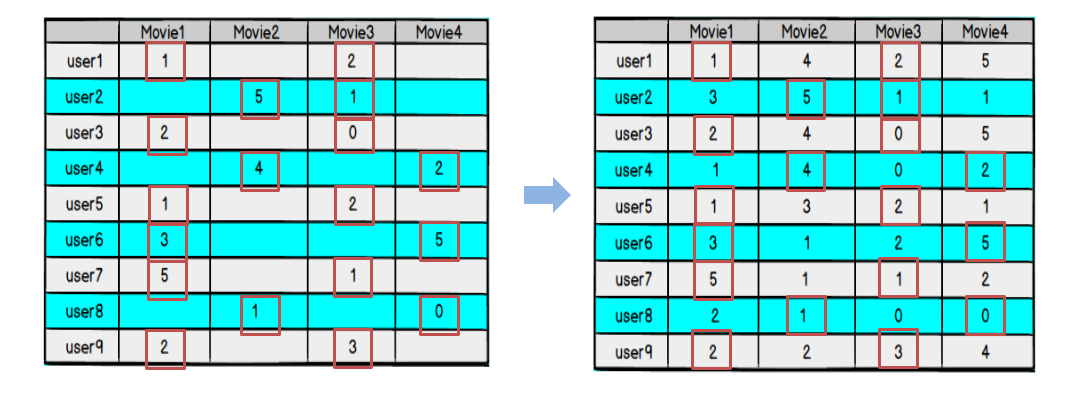 Movie1 Movie2 Movie3 Movie4
user1 1 2
user2 5 1
user3 2 0
user4 4 2
user5 1 2
user6 3 5
user7 5 1
user8 1 0
user9 2 3
Movie1 Movie2 Movie3 Movie4
user1 1 4 2 5
user2 3 5 1 1
user3 2 4 0 5
user4 1 4 0 2
user5 1 3 2 1
user6 3 1 2 5
user7 5 1 1 2
user8 2 1 0 0
user9 2 2 3 4